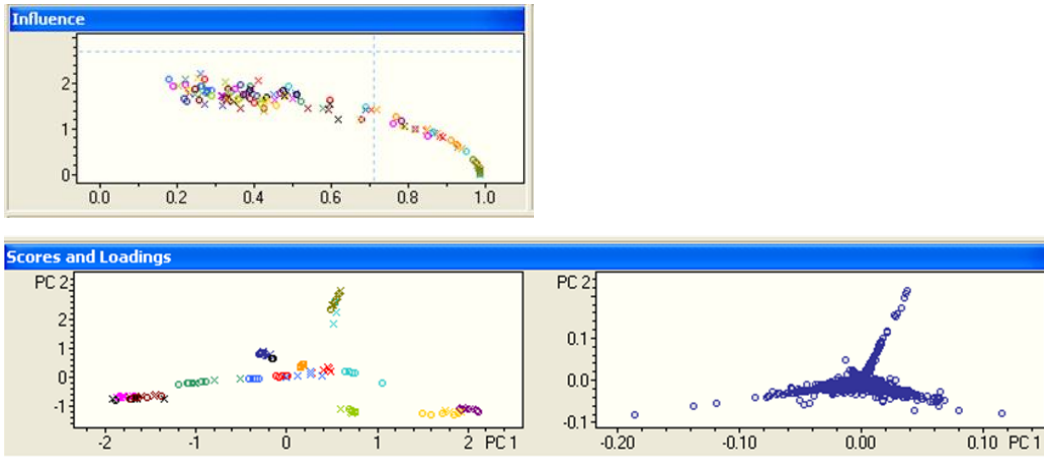 Influence
2
1
0
0.0 0.2 0.4 0.6 0.8 1.0
Scores and Loadings
PC 2
2
1
0
-1
-2 -1 0 1 2 PC 1
PC 2
0.1
0.0
-0.1
-0.20 -0.10 0.00 0.10 PC 1